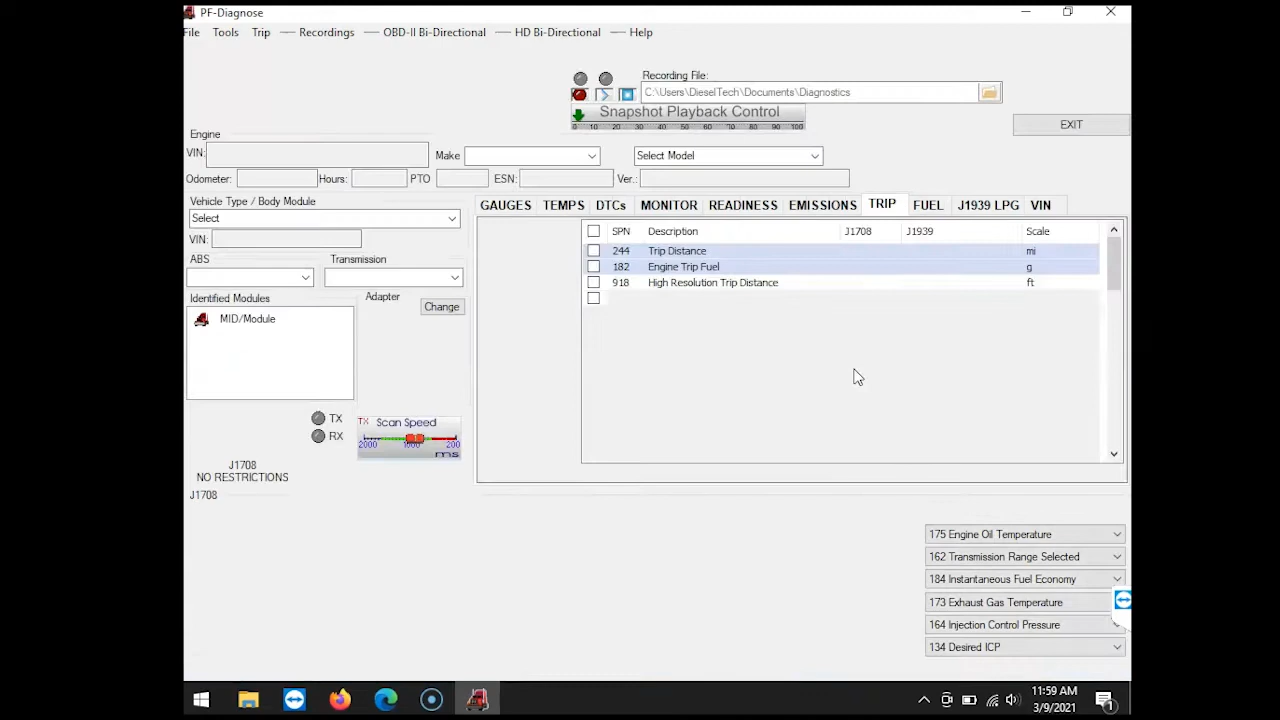 PF-Diagnose
File Tools Trip Recordings OBD-II Bi-Directional HD Bi-Directional Help
Recording File:
C:\Users\DieselTech\Documents\Diagnostics
Snapshot Playback Control
0 10 20 30 40 50 60 70 80 90 100
EXIT
Engine
VIN: Make Select Model
Odometer: Hours: PTO ESN: Ver.:
Vehicle Type / Body Module
Select
VIN:
ABS Transmission
Identified Modules Adapter Change
MID/Module
TX
RX
TX Scan Speed
2000 1000 200
ms
J1708
NO RESTRICTIONS
J1708
GAUGES TEMPS DTCs MONITOR READINESS EMISSIONS TRIP FUEL J1939 LPG VIN
SPN Description J1708 J1939 Scale
244 Trip Distance mi
182 Engine Trip Fuel g
918 High Resolution Trip Distance ft
175 Engine Oil Temperature
162 Transmission Range Selected
184 Instantaneous Fuel Economy
173 Exhaust Gas Temperature
164 Injection Control Pressure
134 Desired ICP
11:59 AM
3/9/2021
1